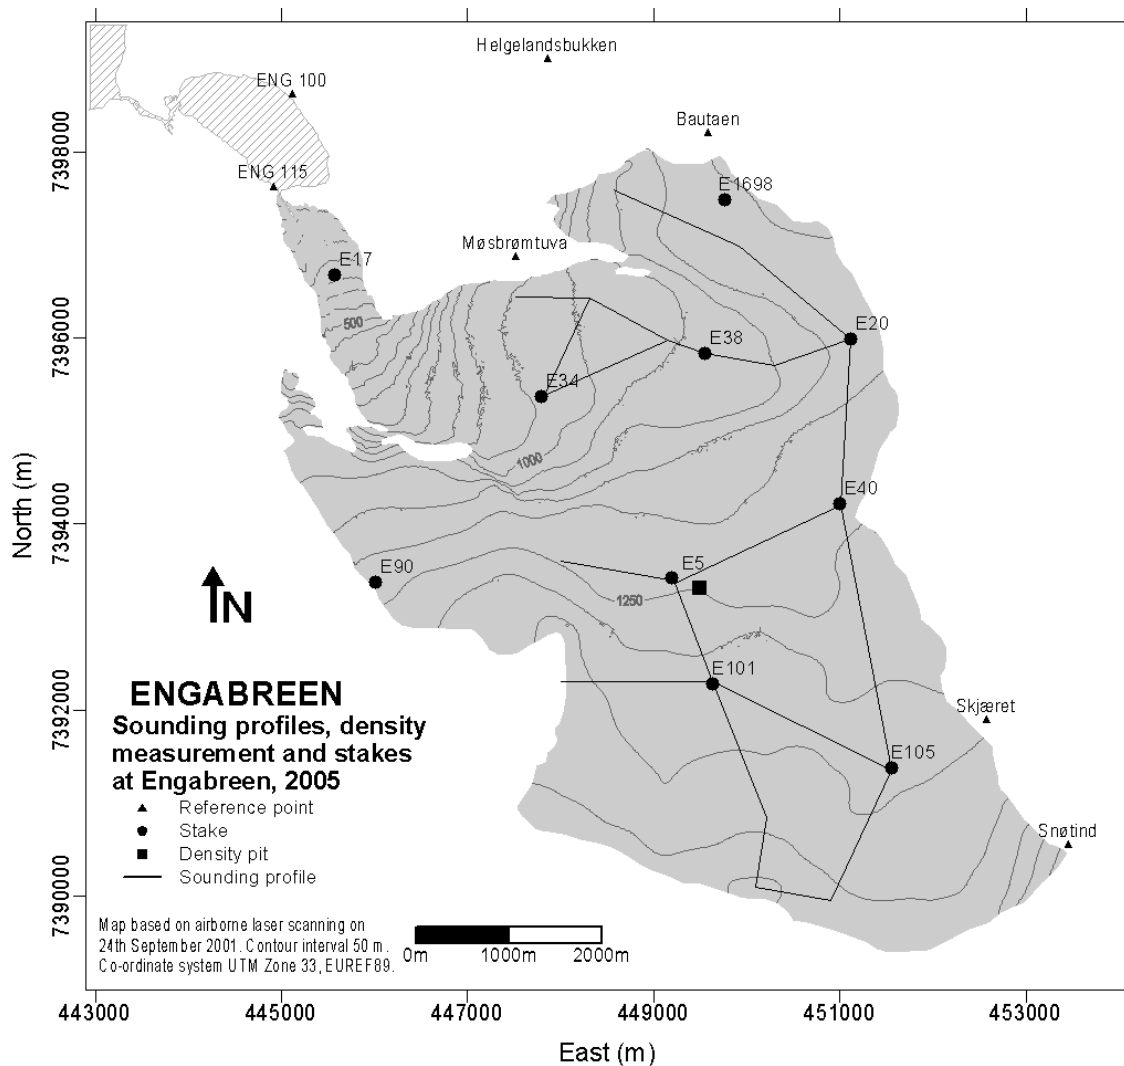 Helgelandsbukken
ENG 100
Bautaen
ENG 115
E1698
Møsbrømtuva
E17
500
E20
E38
E34
1000
E40
E5
E90
1250
E101
Skjæret
E105
Snøtind
N
ENGABREEN
Sounding profiles, density
measurement and stakes
at Engabreen, 2005
Reference point
Stake
Density pit
Sounding profile
Map based on airborne laser scanning on
24th September 2001. Contour interval 50 m.
Co-ordinate system UTM Zone 33, EUREF89.
0m 1000m 2000m
7398000
7396000
7394000
7392000
7390000
North (m)
443000 445000 447000 449000 451000 453000
East (m)